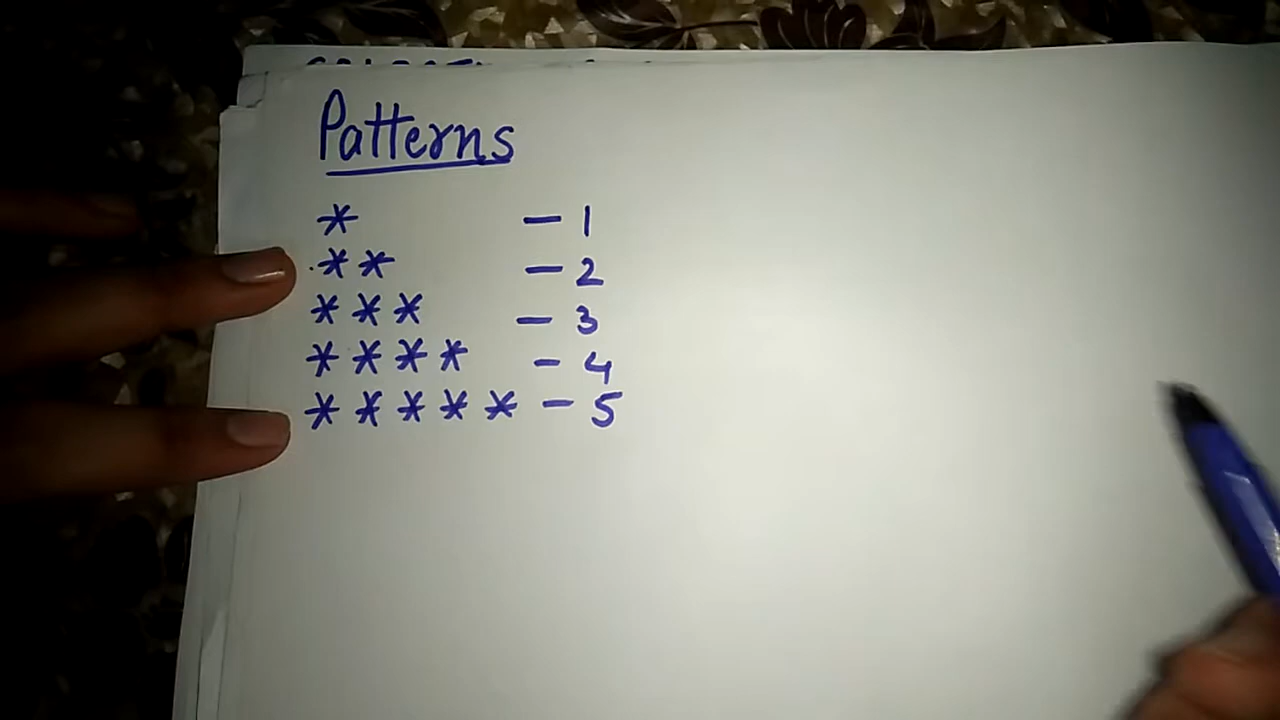 Patterns
* - 1
* * - 2
* * * - 3
* * * * - 4
* * * * * - 5